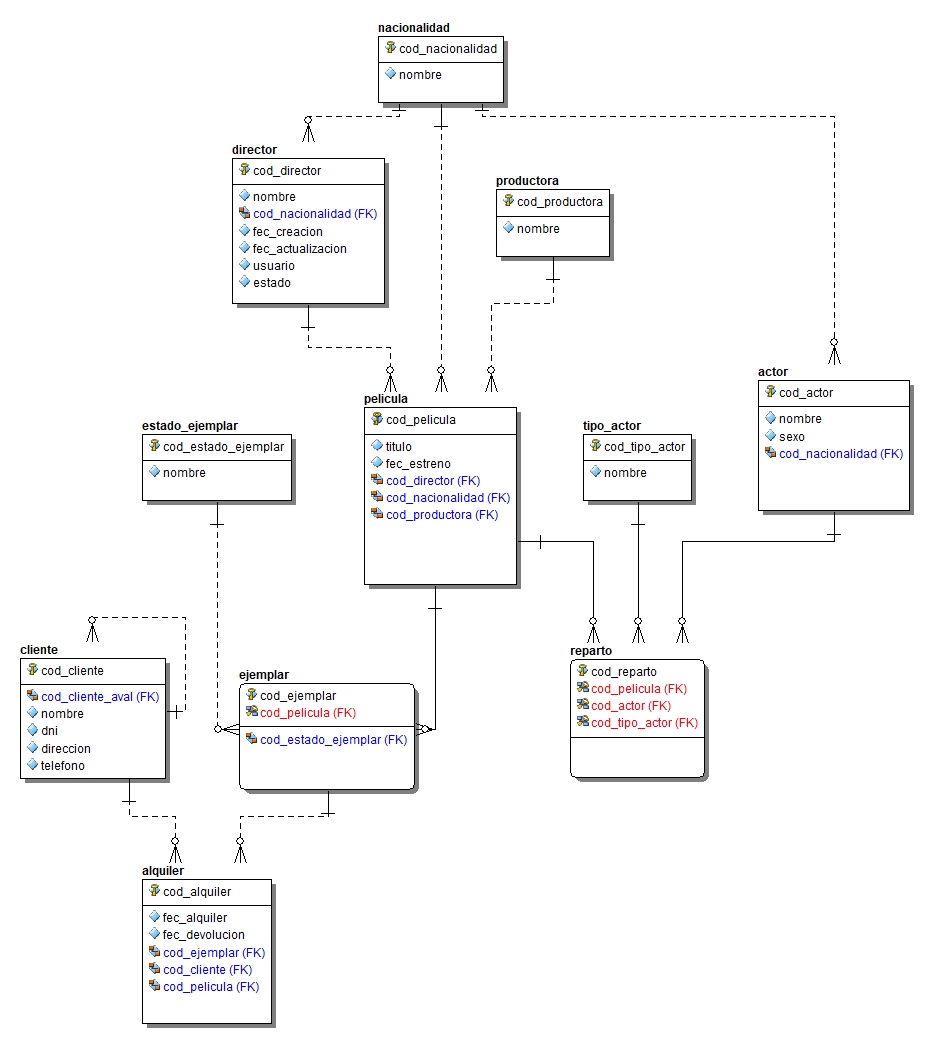 nacionalidad
cod_nacionalidad
nombre
director
cod_director
nombre
cod_nacionalidad (FK)
fec_creacion
fec_actualizacion
usuario
estado
productora
cod_productora
nombre
actor
cod_actor
nombre
sexo
cod_nacionalidad (FK)
pelicula
cod_pelicula
titulo
fec_estreno
cod_director (FK)
cod_nacionalidad (FK)
cod_productora (FK)
estado_ejemplar
cod_estado_ejemplar
nombre
tipo_actor
cod_tipo_actor
nombre
cliente
cod_cliente
cod_cliente_aval (FK)
nombre
dni
direccion
telefono
ejemplar
cod_ejemplar
cod_pelicula (FK)
cod_estado_ejemplar (FK)
reparto
cod_reparto
cod_pelicula (FK)
cod_actor (FK)
cod_tipo_actor (FK)
alquiler
cod_alquiler
fec_alquiler
fec_devolucion
cod_ejemplar (FK)
cod_cliente (FK)
cod_pelicula (FK)